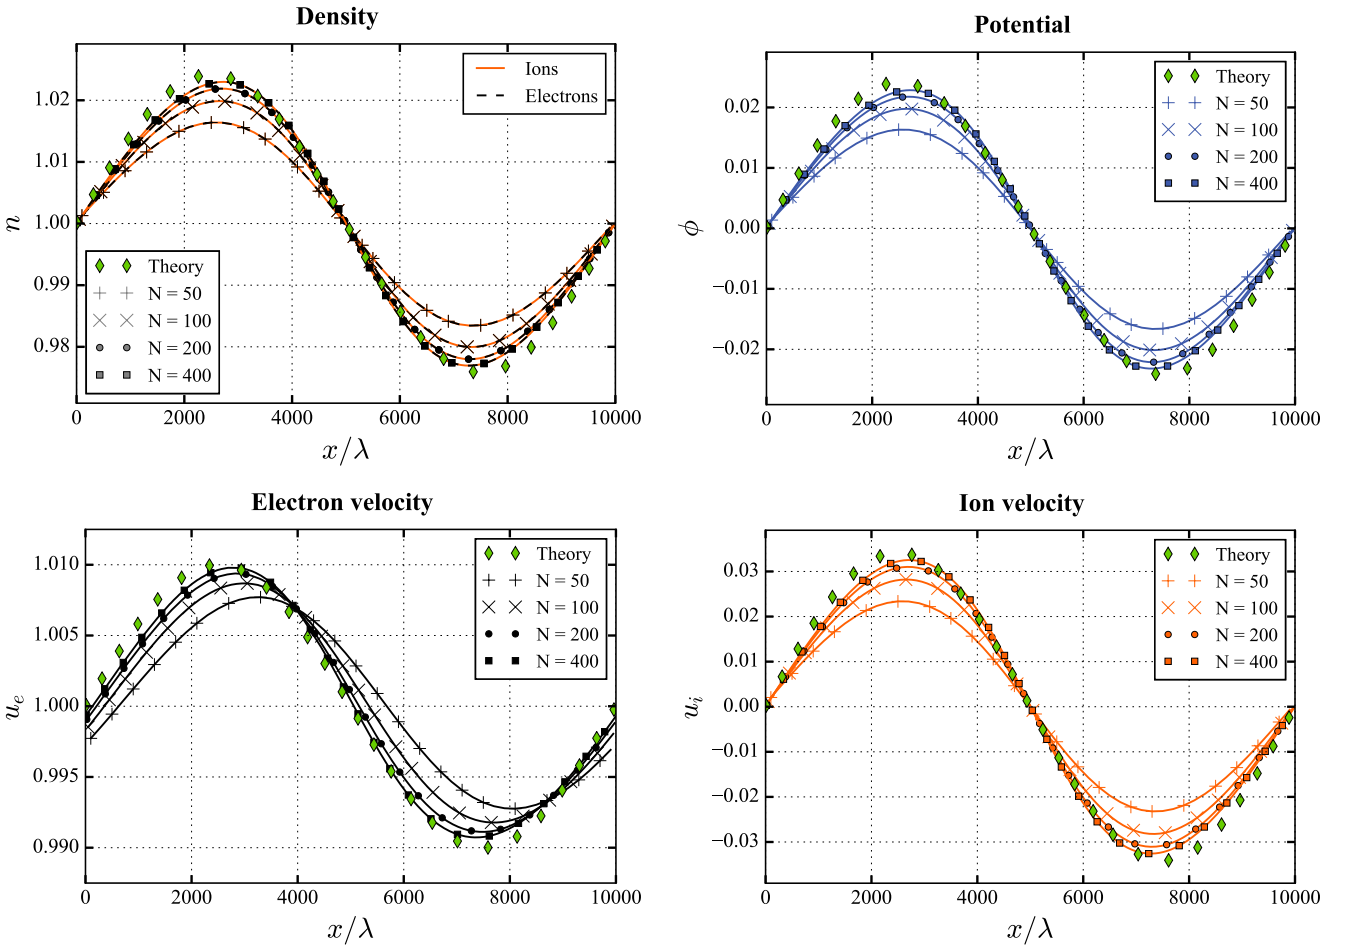 Density
1.02
1.01
1.00
0.99
0.98
n
Ions
Electrons
Theory
N = 50
N = 100
N = 200
N = 400
0 2000 4000 6000 8000 10000
x/λ
Potential
0.02
0.01
0.00
−0.01
−0.02
ϕ
Theory
N = 50
N = 100
N = 200
N = 400
0 2000 4000 6000 8000 10000
x/λ
Electron velocity
1.010
1.005
1.000
0.995
0.990
u_e
Theory
N = 50
N = 100
N = 200
N = 400
0 2000 4000 6000 8000 10000
x/λ
Ion velocity
0.03
0.02
0.01
0.00
−0.01
−0.02
−0.03
u_i
Theory
N = 50
N = 100
N = 200
N = 400
0 2000 4000 6000 8000 10000
x/λ